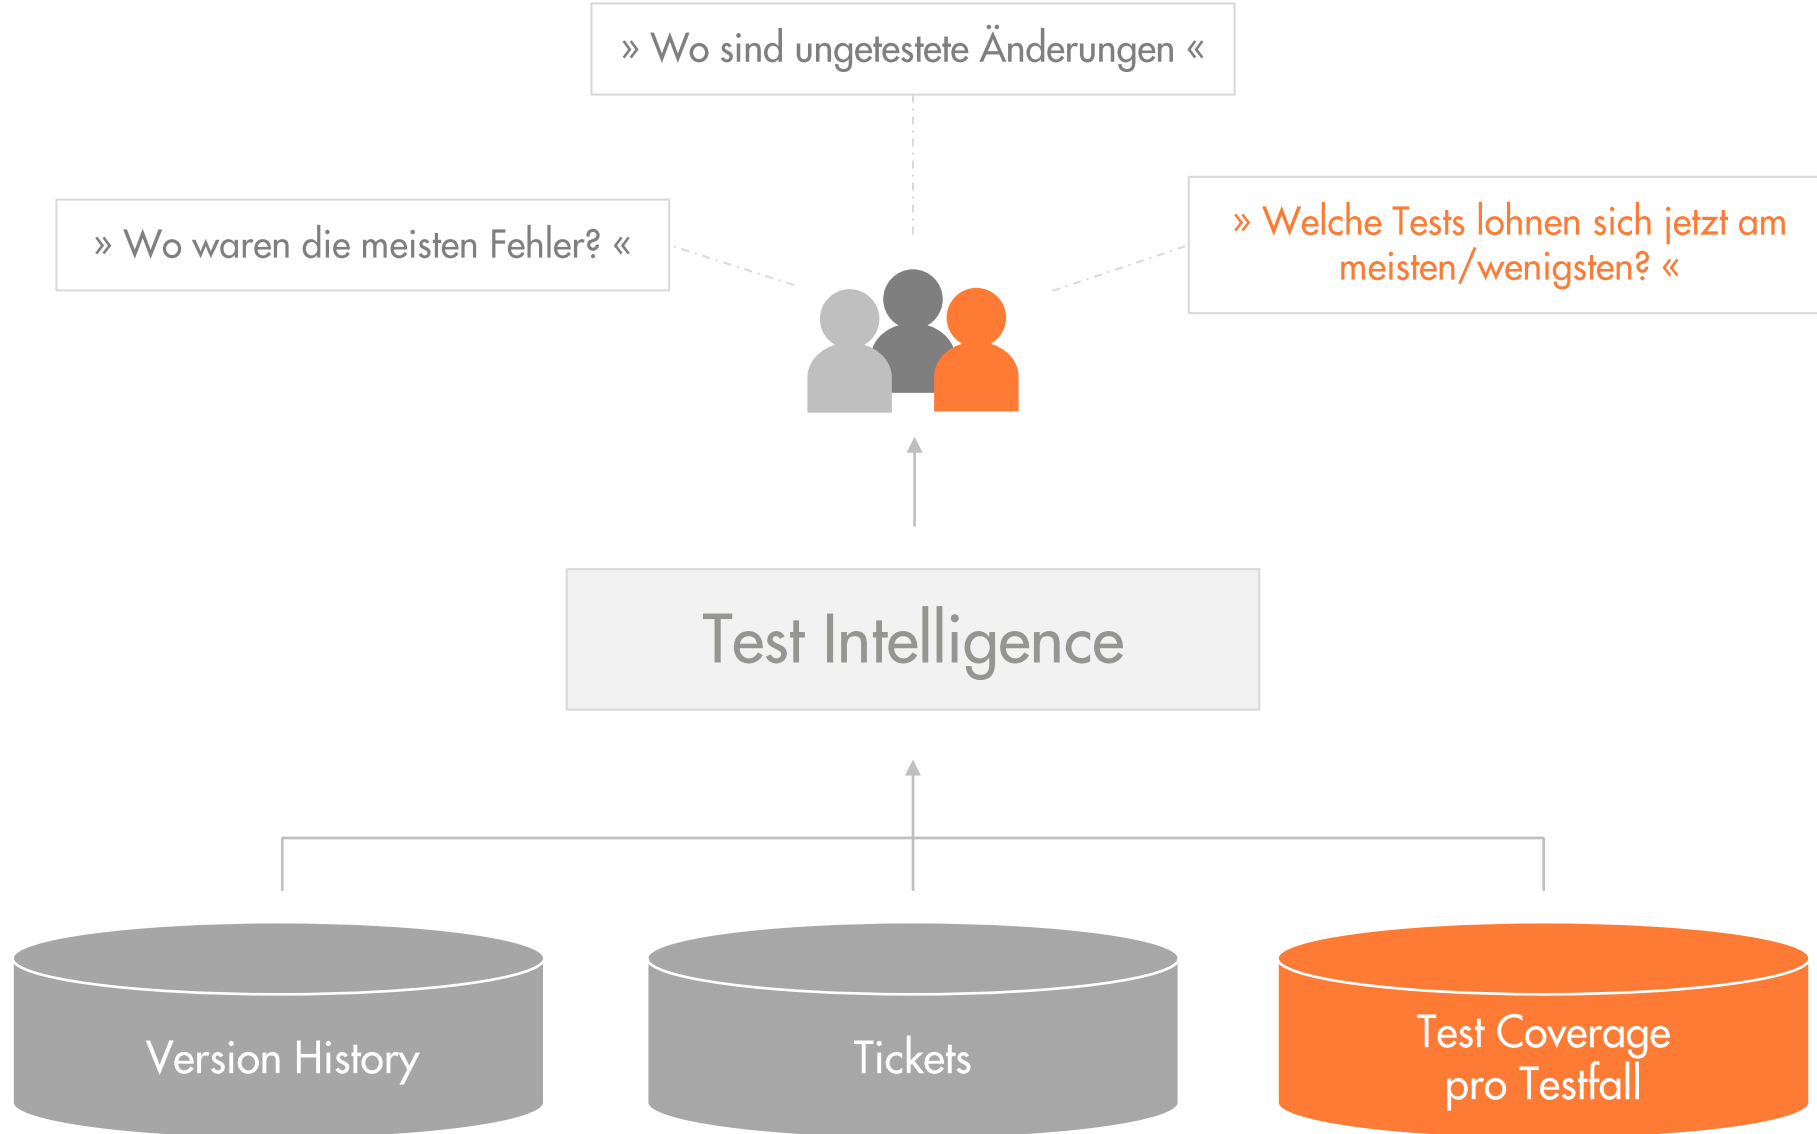 » Wo sind ungetestete Änderungen «
» Wo waren die meisten Fehler? «
» Welche Tests lohnen sich jetzt am
meisten/wenigsten? «
Test Intelligence
Version History
Tickets
Test Coverage
pro Testfall